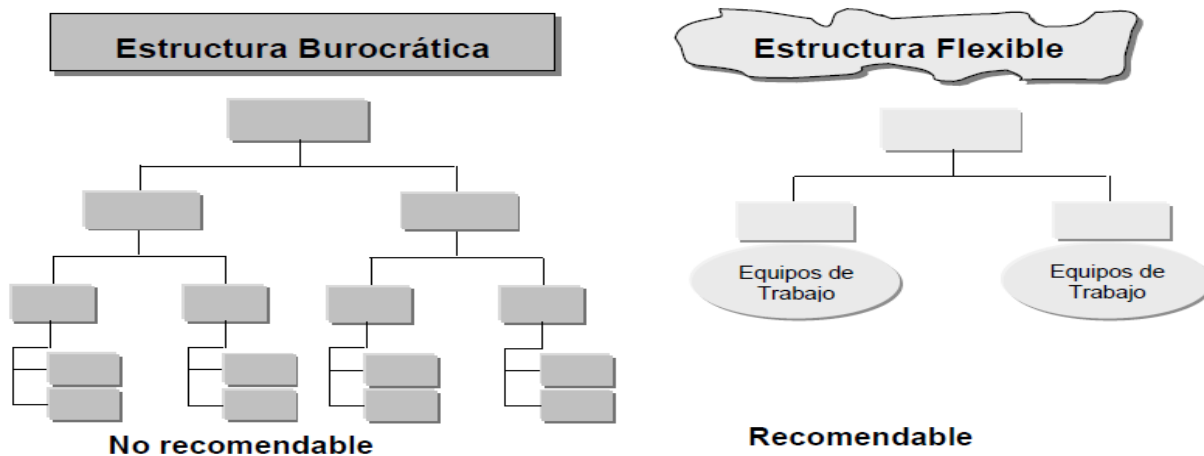 Estructura Burocrática
Estructura Flexible
Equipos de
Trabajo
Equipos de
Trabajo
No recomendable
Recomendable